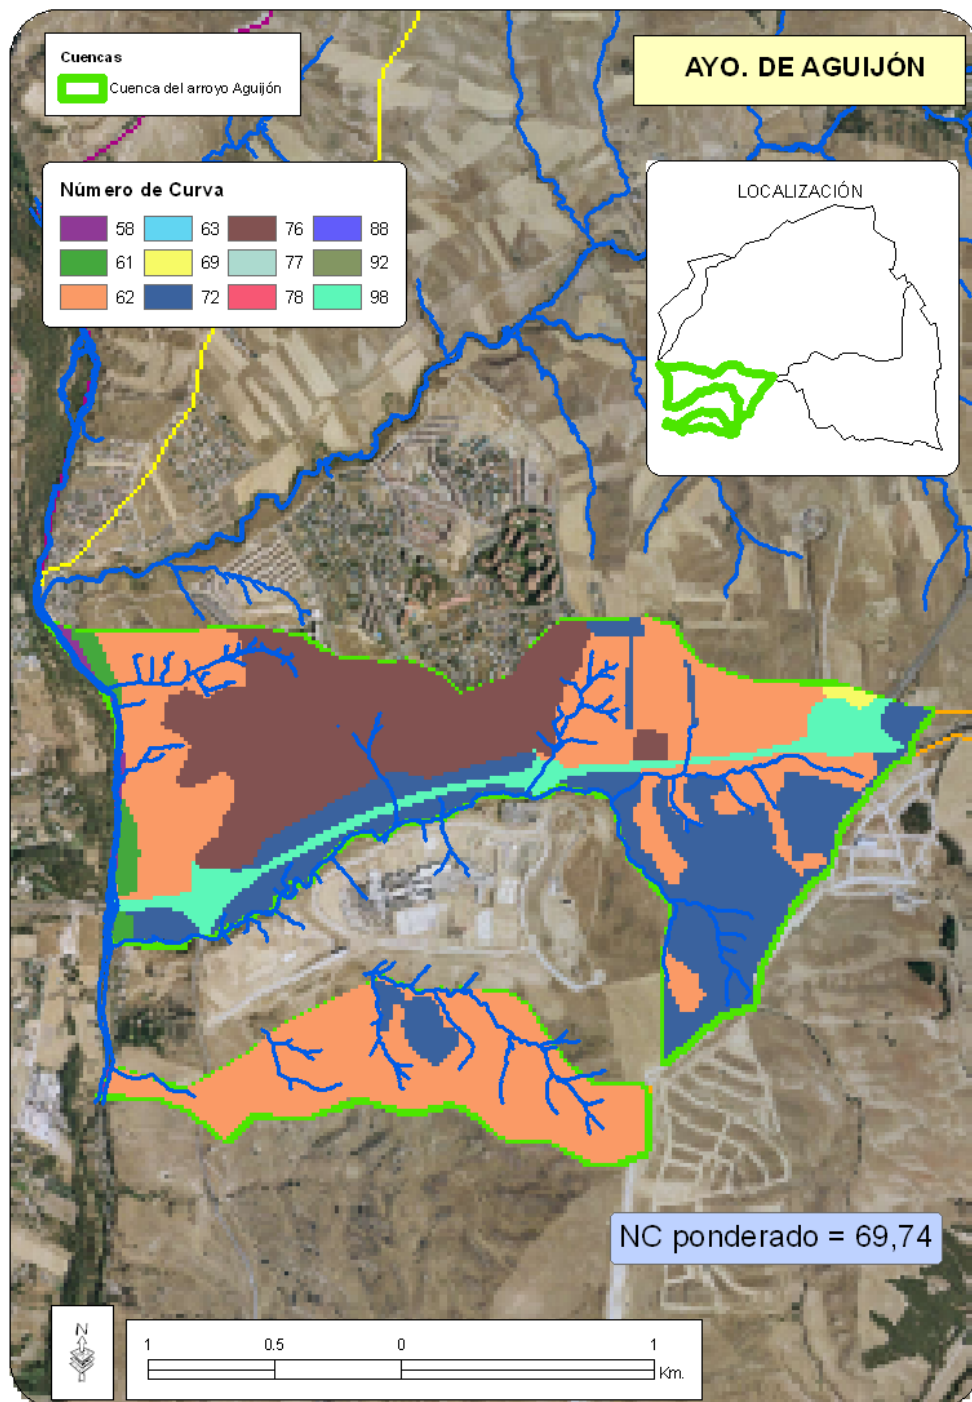 Cuencas
Cuenca del arroyo Aguijón
AYO. DE AGUIJÓN
Número de Curva
58 63 76 88
61 69 77 92
62 72 78 98
LOCALIZACIÓN
NC ponderado = 69,74
N
1 0.5 0 1
Km.